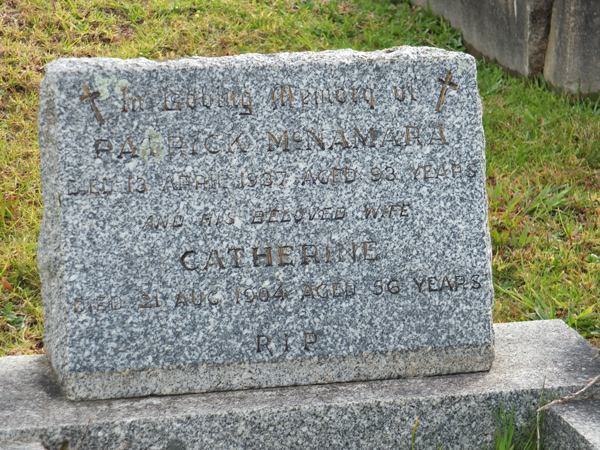 In Loving Memory of
PATRICK McNAMARA
DIED 13 APRIL 1937 AGED 93 YEARS
AND HIS BELOVED WIFE
CATHERINE
DIED 21 AUG 1904 AGED 56 YEARS
R.I.P.